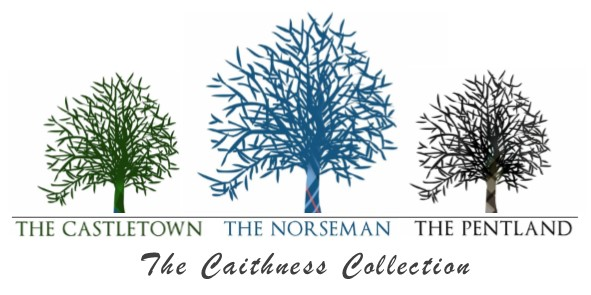 THE CASTLETOWN THE NORSEMAN THE PENTLAND
The Caithness Collection